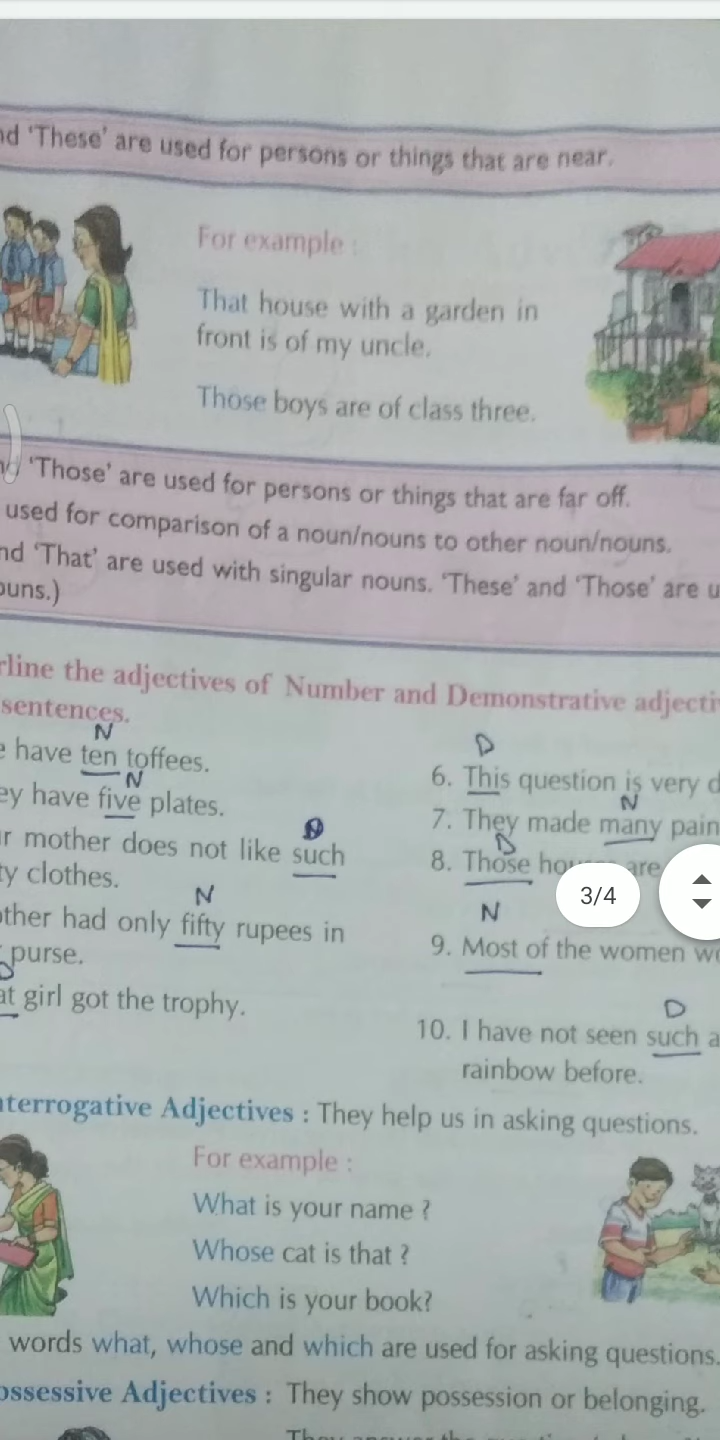 nd 'These' are used for persons or things that are near.
For example :
That house with a garden in
front is of my uncle.
Those boys are of class three.
'Those' are used for persons or things that are far off.
used for comparison of a noun/nouns to other noun/nouns.
nd 'That' are used with singular nouns. 'These' and 'Those' are u
ouns.)
rline the adjectives of Number and Demonstrative adjecti
sentences.
N
e have ten toffees.
N
ey have five plates.
r mother does not like such
ty clothes.
N
ther had only fifty rupees in
purse.
D
at girl got the trophy.
D
6. This question is very d
N
7. They made many pain
D
8. Those are
3/4
N
9. Most of the women w
D
10. I have not seen such a
rainbow before.
nterrogative Adjectives : They help us in asking questions.
For example :
What is your name ?
Whose cat is that ?
Which is your book?
words what, whose and which are used for asking questions.
ossessive Adjectives : They show possession or belonging.